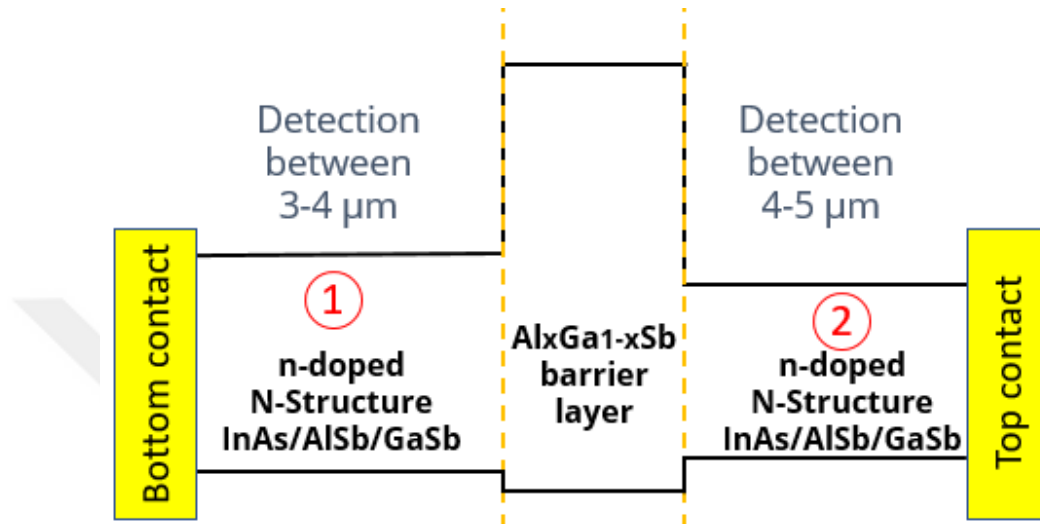 Detection
between
3-4 µm
Detection
between
4-5 µm
Bottom contact
1
n-doped
N-Structure
InAs/AlSb/GaSb
AlxGa1-xSb
barrier
layer
2
n-doped
N-Structure
InAs/AlSb/GaSb
Top contact